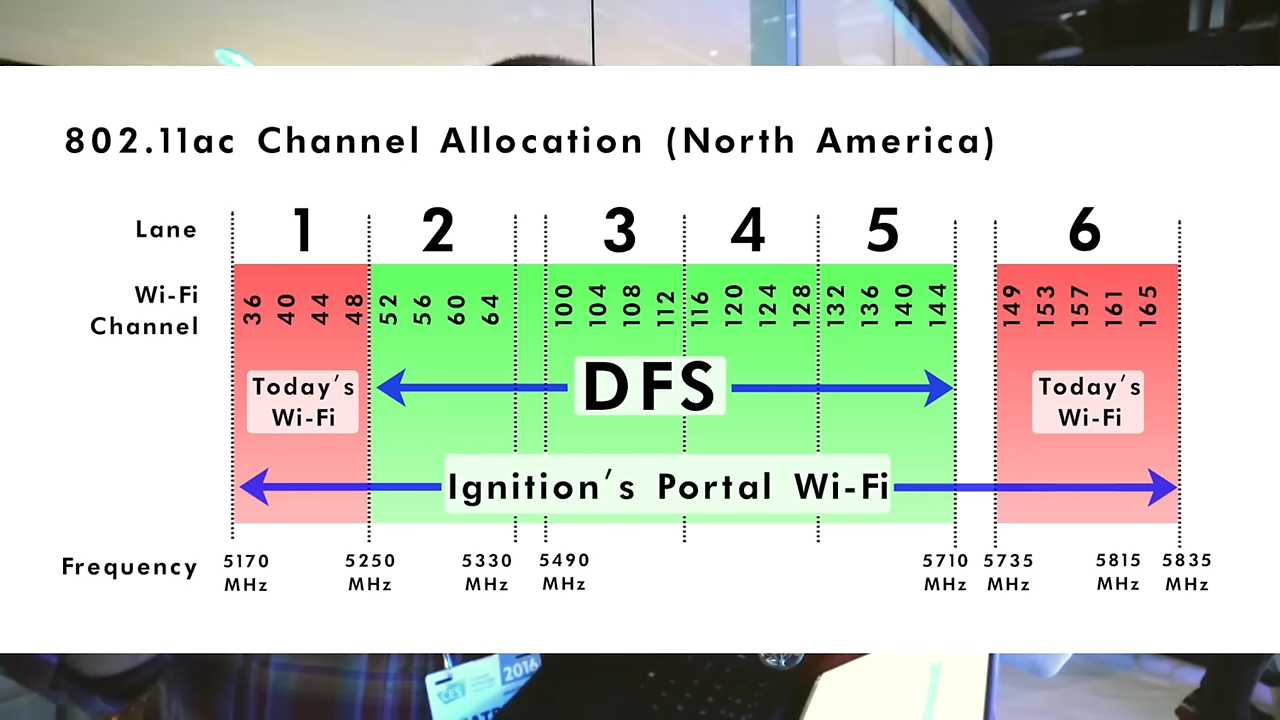 802.11ac Channel Allocation (North America)
Lane 1 2 3 4 5 6
Wi-Fi
Channel
36 40 44 48 52 56 60 64 100 104 108 112 116 120 124 128 132 136 140 144 149 153 157 161 165
DFS
Today's
Wi-Fi
Today's
Wi-Fi
Ignition's Portal Wi-Fi
Frequency
5170
MHz
5250
MHz
5330
MHz
5490
MHz
5710
MHz
5735
MHz
5815
MHz
5835
MHz
2016
CES